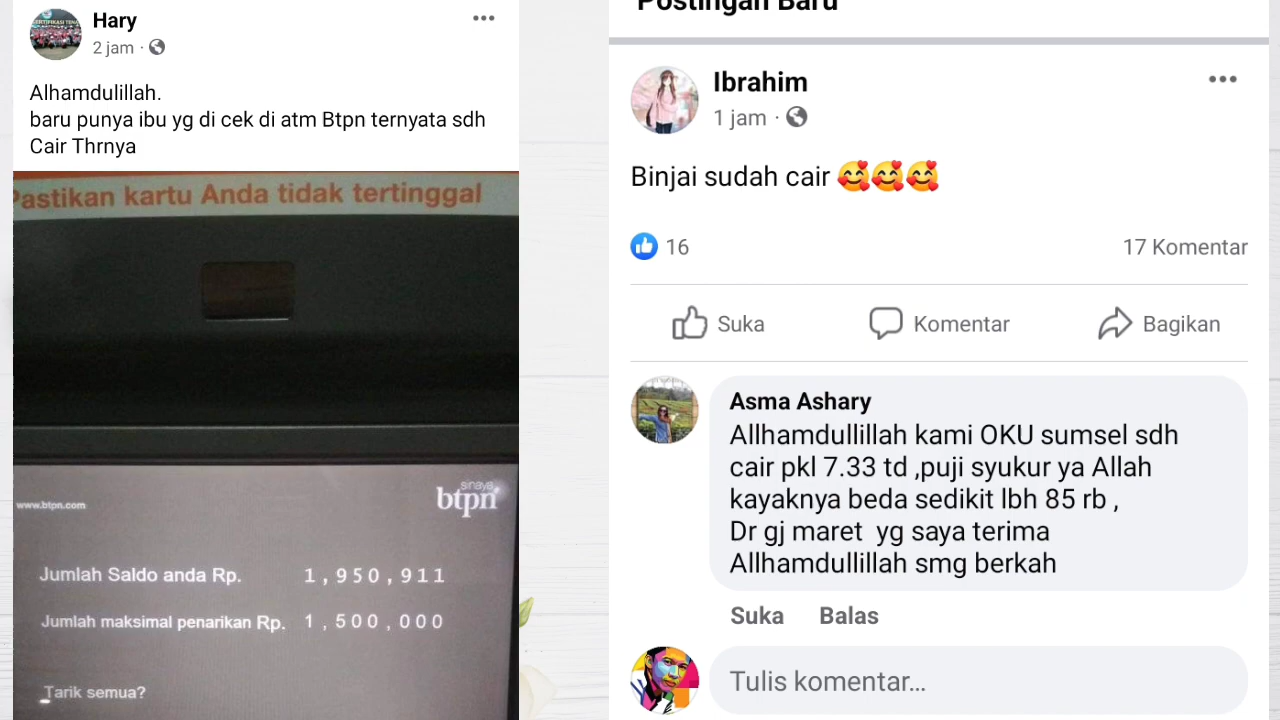 Hary
2 jam
Alhamdulillah.
baru punya ibu yg di cek di atm Btpn ternyata sdh
Cair Thrnya
Pastikan kartu Anda tidak tertinggal
www.btpn.com
sinaya
btpn
Jumlah Saldo anda Rp. 1,950,911
Jumlah maksimal penarikan Rp. 1,500,000
Tarik semua?
Postingan Baru
Ibrahim
1 jam
Binjai sudah cair 🥰🥰🥰
16
17 Komentar
Suka
Komentar
Bagikan
Asma Ashary
Allhamdullillah kami OKU sumsel sdh
cair pkl 7.33 td ,puji syukur ya Allah
kayaknya beda sedikit lbh 85 rb ,
Dr gj maret yg saya terima
Allhamdullillah smg berkah
Suka Balas
Tulis komentar...